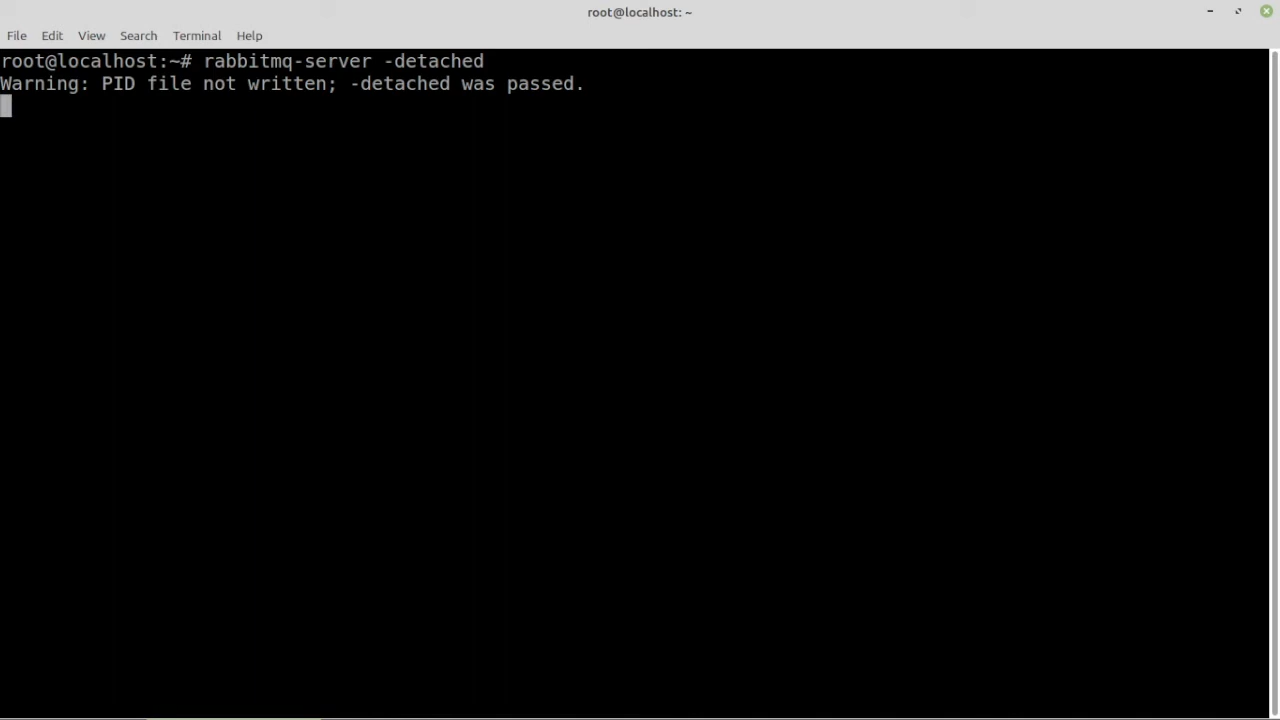 root@localhost: ~
File Edit View Search Terminal Help
root@localhost:~# rabbitmq-server -detached
Warning: PID file not written; -detached was passed.